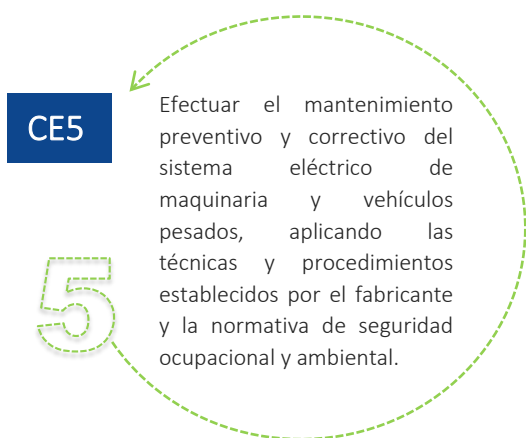 CE5
Efectuar el mantenimiento
preventivo y correctivo del
sistema eléctrico de
maquinaria y vehículos
pesados, aplicando las
técnicas y procedimientos
establecidos por el fabricante
y la normativa de seguridad
ocupacional y ambiental.
5